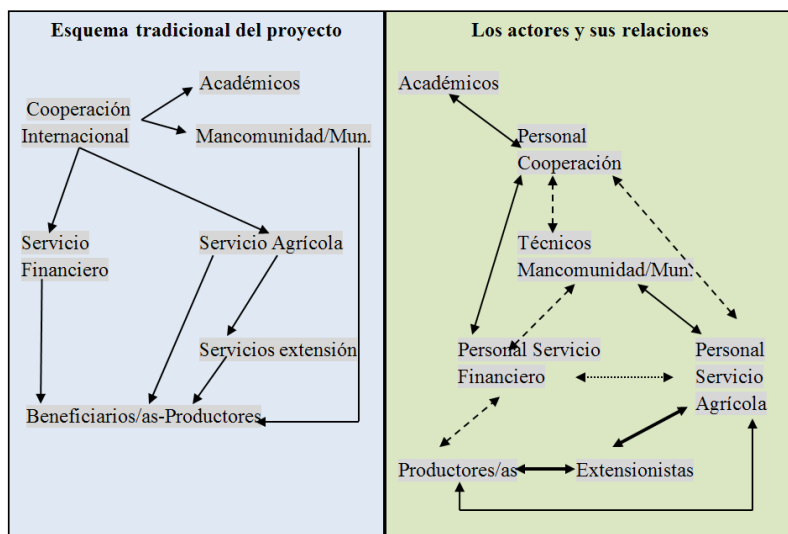 Esquema tradicional del proyecto
Académicos
Cooperación
Internacional
Mancomunidad/Mun.
Servicio
Financiero
Servicio Agrícola
Servicios extensión
Beneficiarios/as-Productores
Los actores y sus relaciones
Académicos
Personal
Cooperación
Técnicos
Mancomunidad/Mun.
Personal Servicio
Financiero
Personal
Servicio
Agrícola
Productores/as
Extensionistas